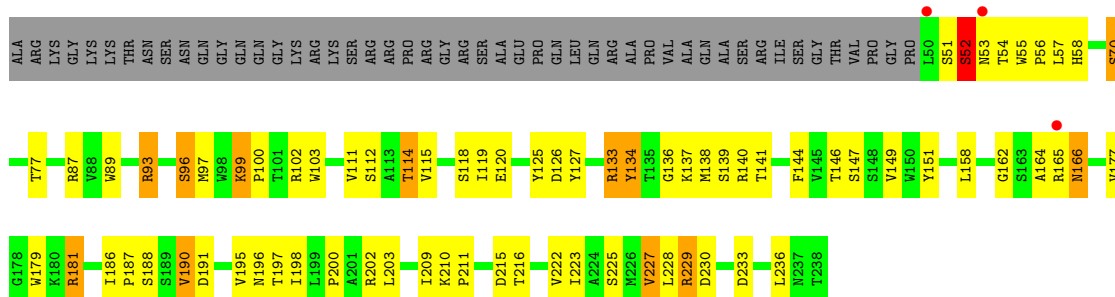 ALA ARG LYS GLY LYS LYS THR ASN SER ASN GLN GLY GLN GLN GLY LYS ARG LYS SER ARG ARG PRO ARG GLY ARG SER ALA GLU PRO GLN LEU GLN ARG ALA PRO VAL ALA GLN ALA SER ARG ILE SER GLY THR VAL PRO GLY PRO L50 S51 S52 N53 T54 W55 P56 L57 H58 S70
T77 R87 V88 W89 R93 S96 M97 W98 K99 P100 T101 R102 W103 V111 S112 A113 T114 V115 S118 I119 E120 Y125 D126 Y127 R133 Y134 T135 G136 K137 M138 S139 R140 T141 F144 V145 T146 S147 S148 V149 W150 Y151 L158 G162 S163 A164 R165 N166 V177
G178 W179 K180 R181 I186 P187 S188 S189 V190 D191 V195 N196 T197 I198 L199 P200 A201 R202 L203 I209 K210 P211 D215 T216 V222 I223 A224 S225 M226 V227 L228 R229 D230 D233 L236 N237 T238